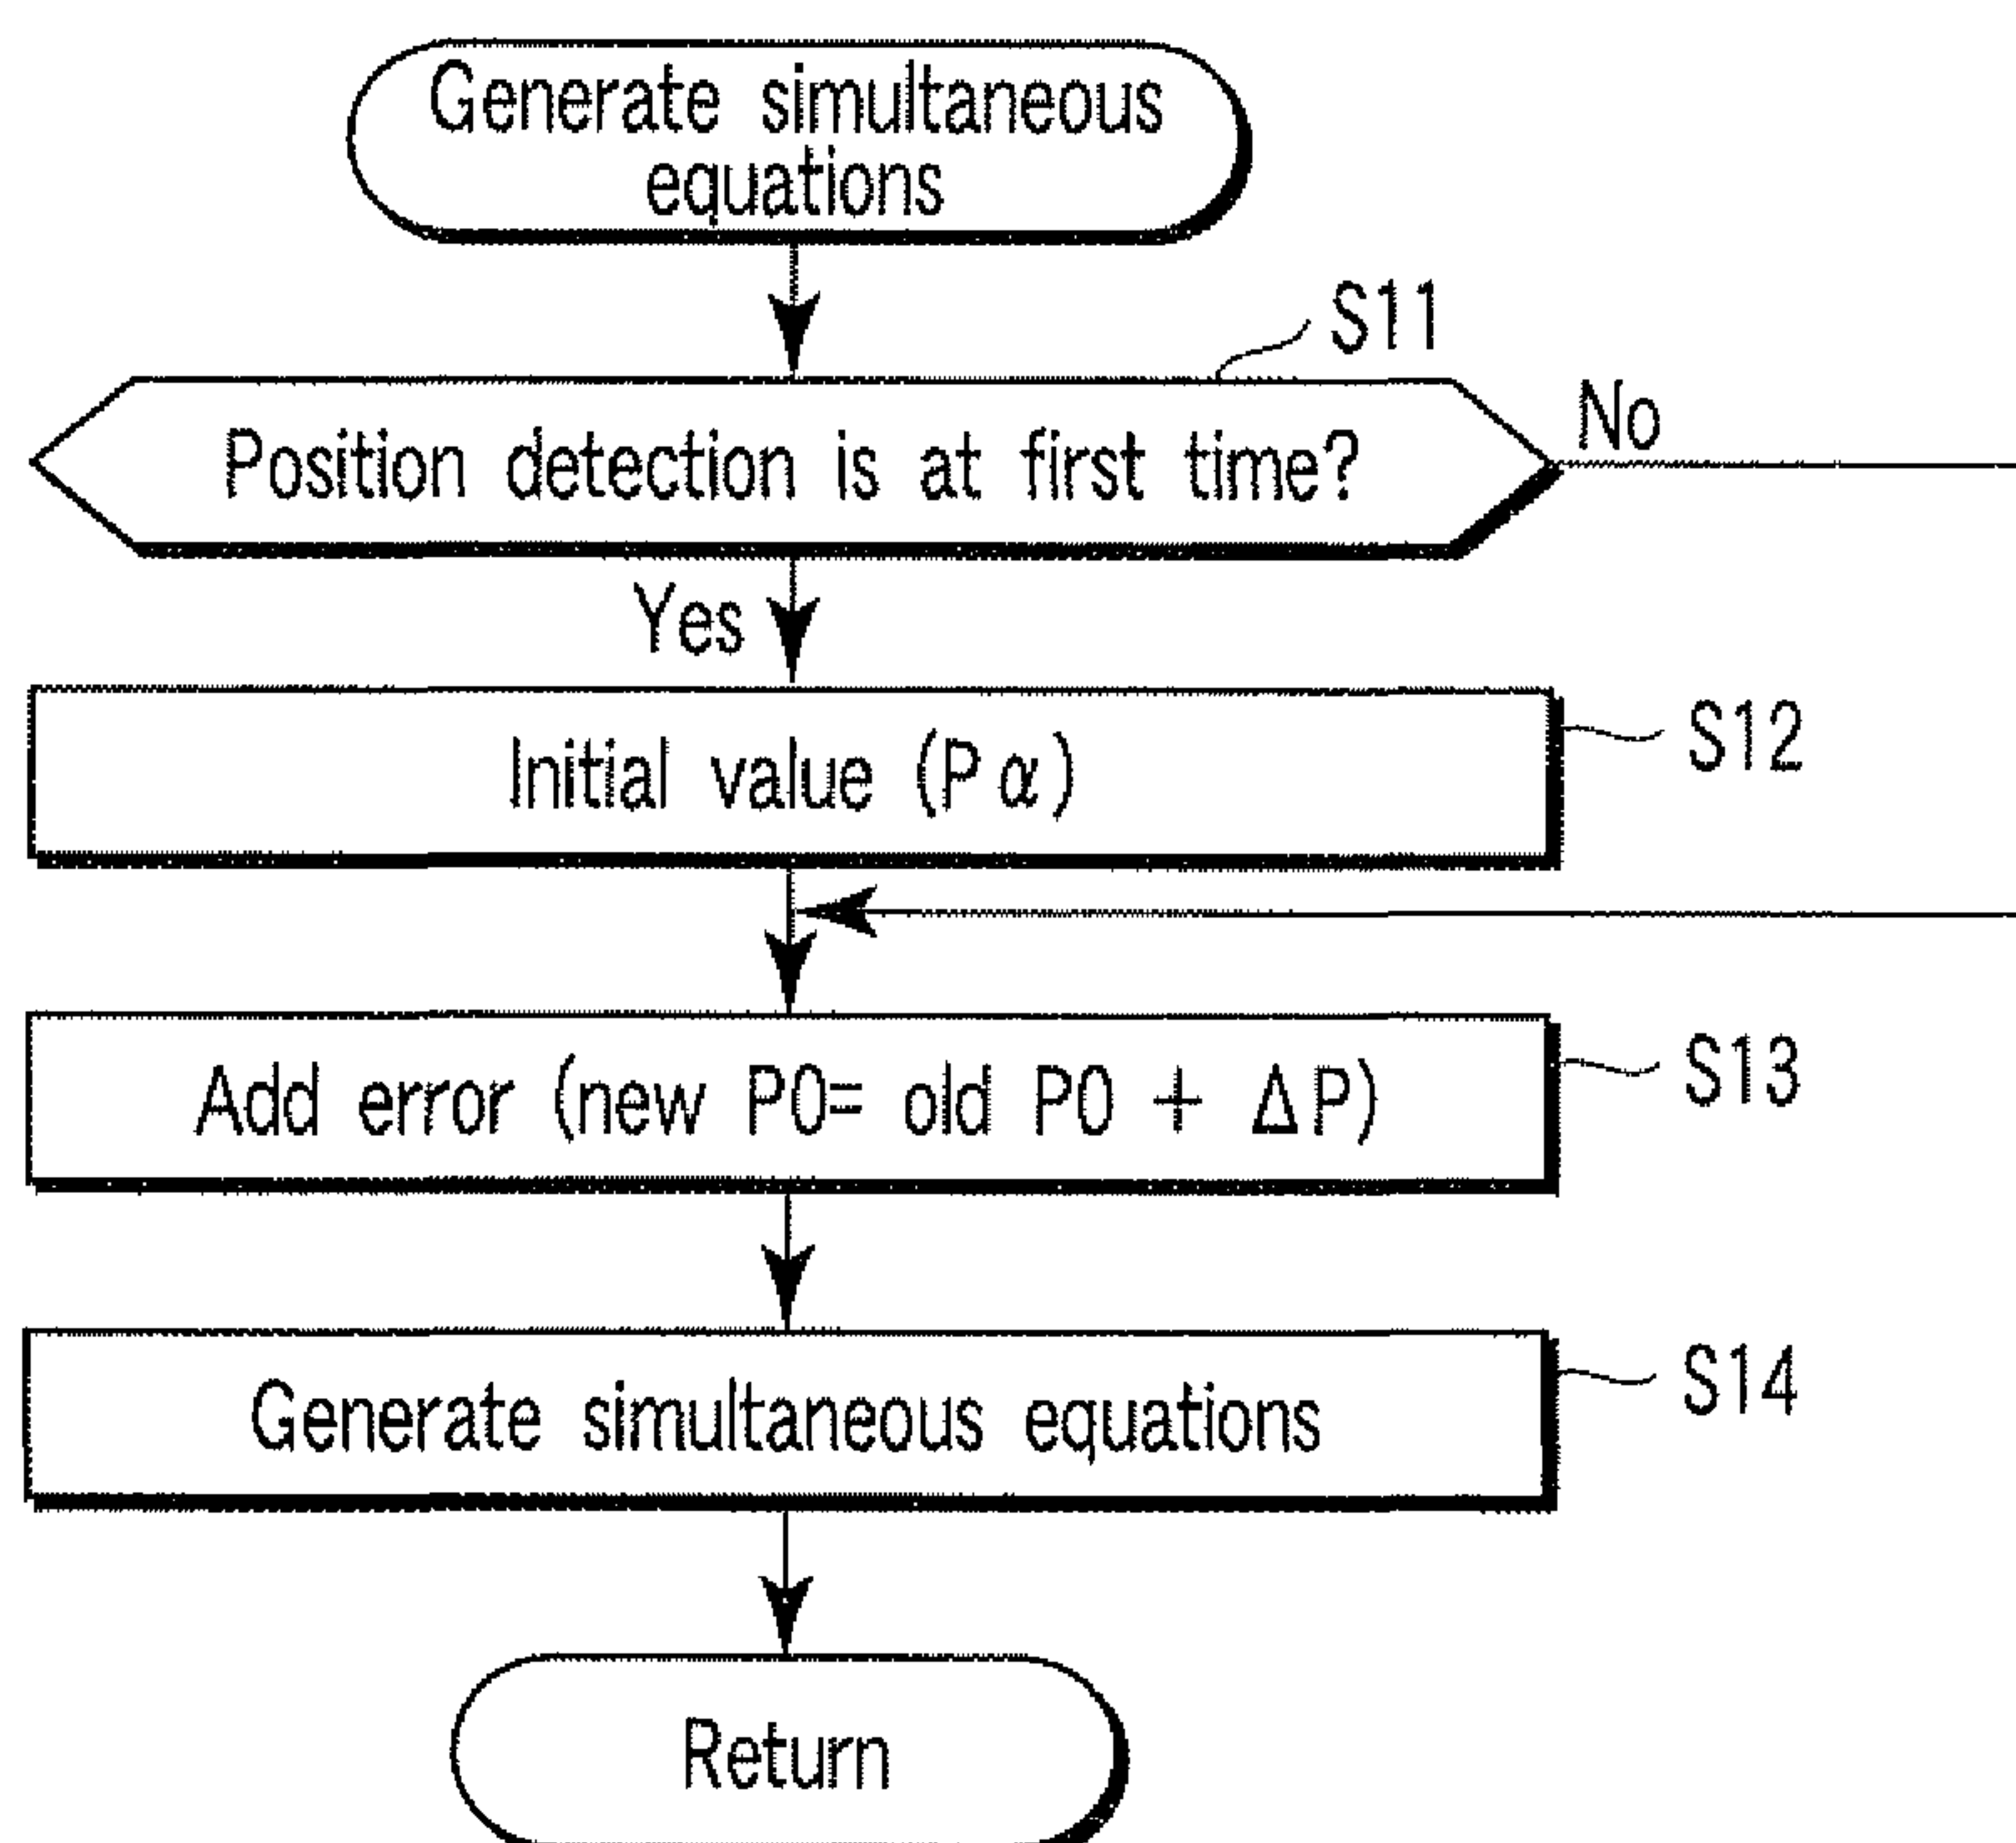 Generate simultaneous
equations
S11
Position detection is at first time?
No
Yes
Initial value (Pα)
S12
Add error (new P0= old P0 + ΔP)
S13
Generate simultaneous equations
S14
Return